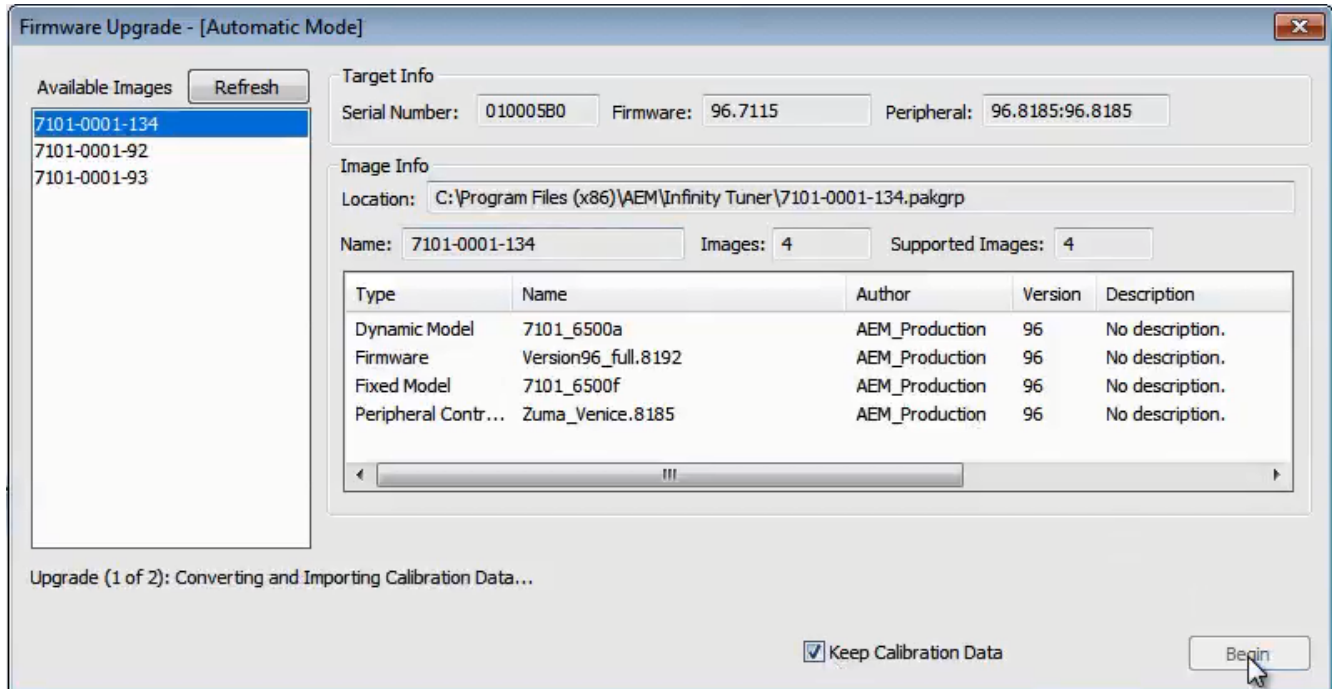 Firmware Upgrade - [Automatic Mode]
Available Images
Refresh
7101-0001-134
7101-0001-92
7101-0001-93
Target Info
Serial Number: 010005B0 Firmware: 96.7115 Peripheral: 96.8185:96.8185
Image Info
Location: C:\Program Files (x86)\AEM\Infinity Tuner\7101-0001-134.pakgrp
Name: 7101-0001-134 Images: 4 Supported Images: 4
Type Name Author Version Description
Dynamic Model 7101_6500a AEM_Production 96 No description.
Firmware Version96_full.8192 AEM_Production 96 No description.
Fixed Model 7101_6500f AEM_Production 96 No description.
Peripheral Contr... Zuma_Venice.8185 AEM_Production 96 No description.
Upgrade (1 of 2): Converting and Importing Calibration Data...
Keep Calibration Data
Begin